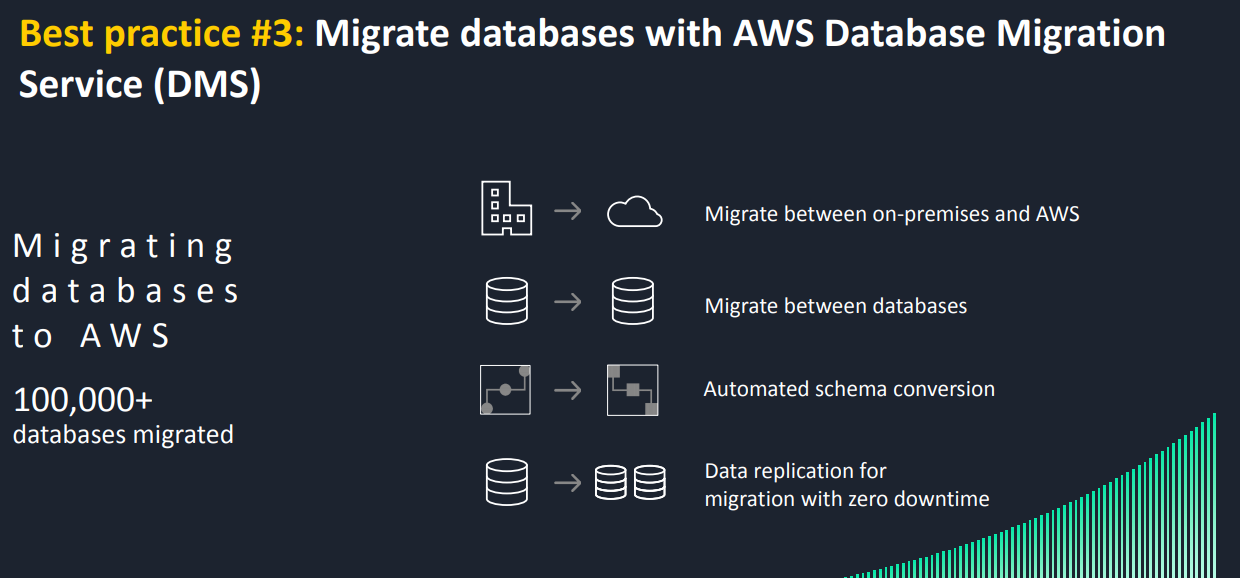 Best practice #3: Migrate databases with AWS Database Migration
Service (DMS)
Migrating
databases
to AWS
100,000+
databases migrated
Migrate between on-premises and AWS
Migrate between databases
Automated schema conversion
Data replication for
migration with zero downtime